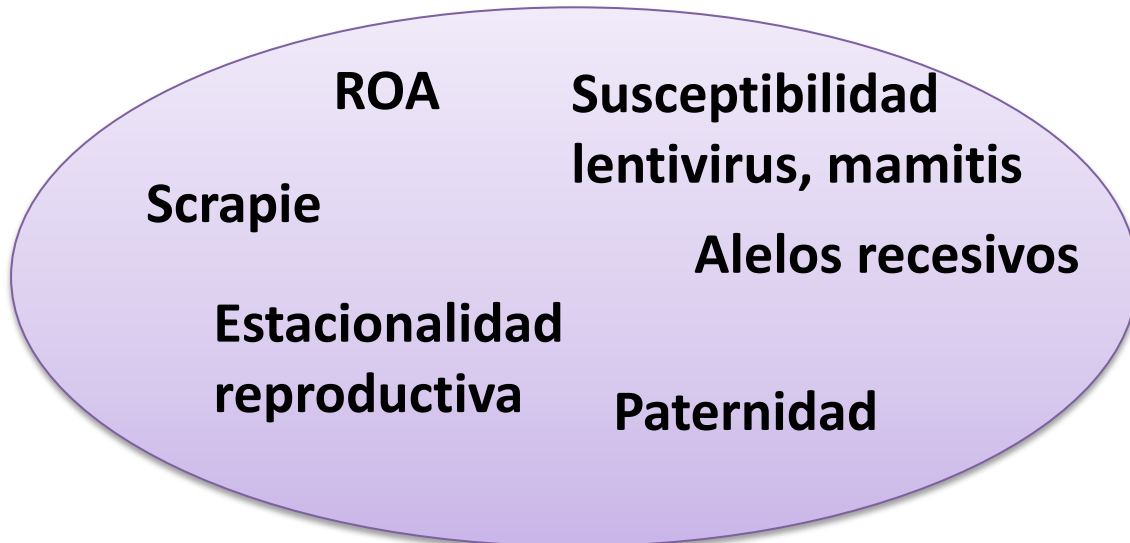 ROA
Susceptibilidad
lentivirus, mamitis
Scrapie
Alelos recesivos
Estacionalidad
reproductiva
Paternidad